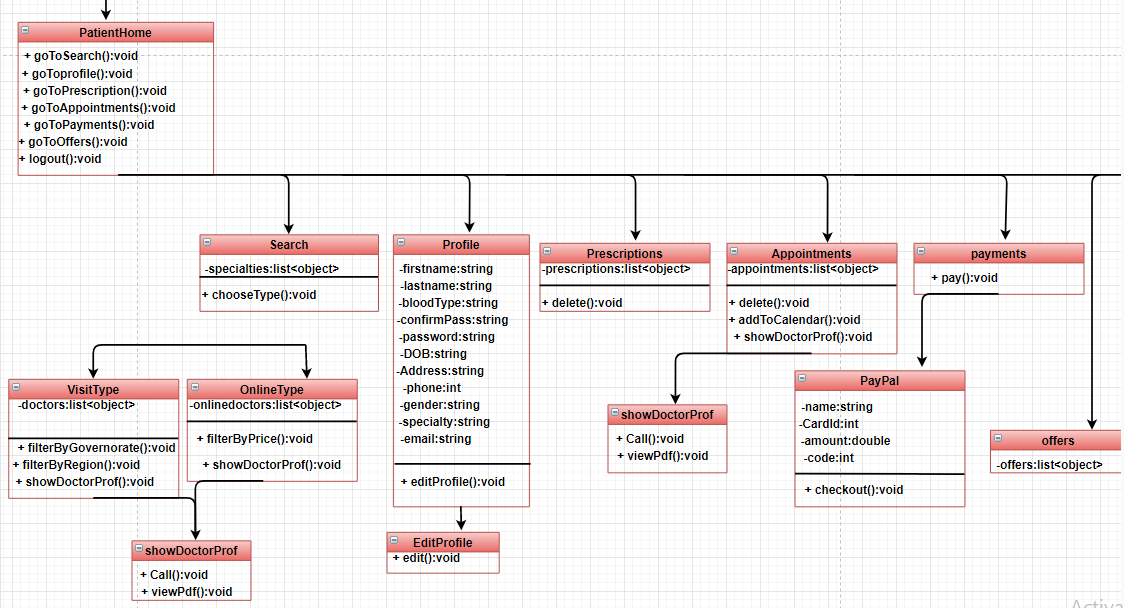 PatientHome
+ goToSearch():void
+ goToprofile():void
+ goToPrescription():void
+ goToAppointments():void
+ goToPayments():void
+ goToOffers():void
+ logout():void
Search
-specialties:list<object>
+ chooseType():void
Profile
-firstname:string
-lastname:string
-bloodType:string
-confirmPass:string
-password:string
-DOB:string
-Address:string
-phone:int
-gender:string
-specialty:string
-email:string
+ editProfile():void
Prescriptions
-prescriptions:list<object>
+ delete():void
Appointments
-appointments:list<object>
+ delete():void
+ addToCalendar():void
+ showDoctorProf():void
payments
+ pay():void
VisitType
-doctors:list<object>
+ filterByGovernorate():void
+ filterByRegion():void
+ showDoctorProf():void
OnlineType
-onlinedoctors:list<object>
+ filterByPrice():void
+ showDoctorProf():void
showDoctorProf
+ Call():void
+ viewPdf():void
PayPal
-name:string
-CardId:int
-amount:double
-code:int
+ checkout():void
offers
-offers:list<object>
showDoctorProf
+ Call():void
+ viewPdf():void
EditProfile
+ edit():void